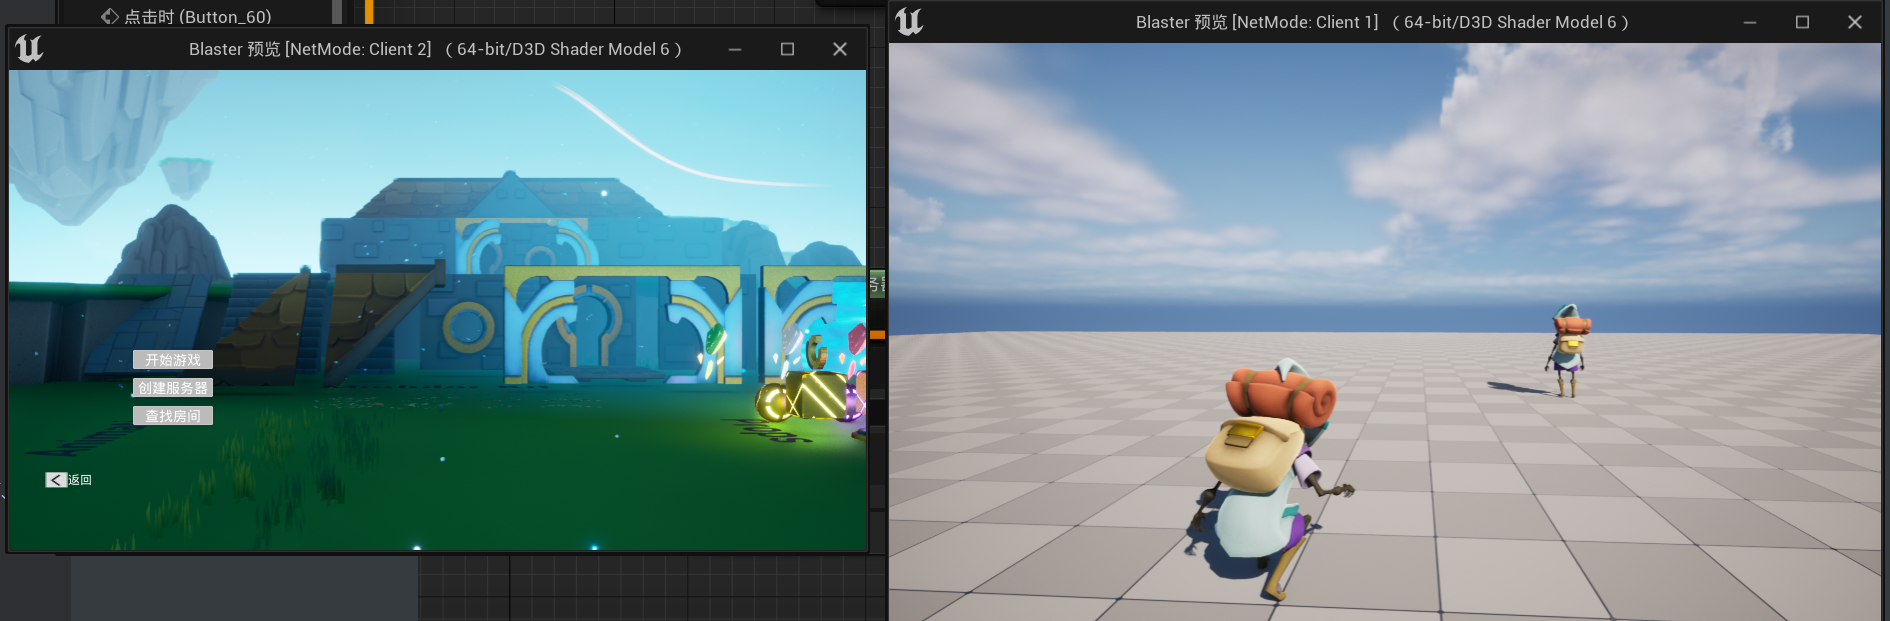 点击时 (Button_60)
Blaster 预览 [NetMode: Client 2] （ 64-bit/D3D Shader Model 6 ）
开始游戏
创建服务器
查找房间
返回
Blaster 预览 [NetMode: Client 1] （ 64-bit/D3D Shader Model 6 ）